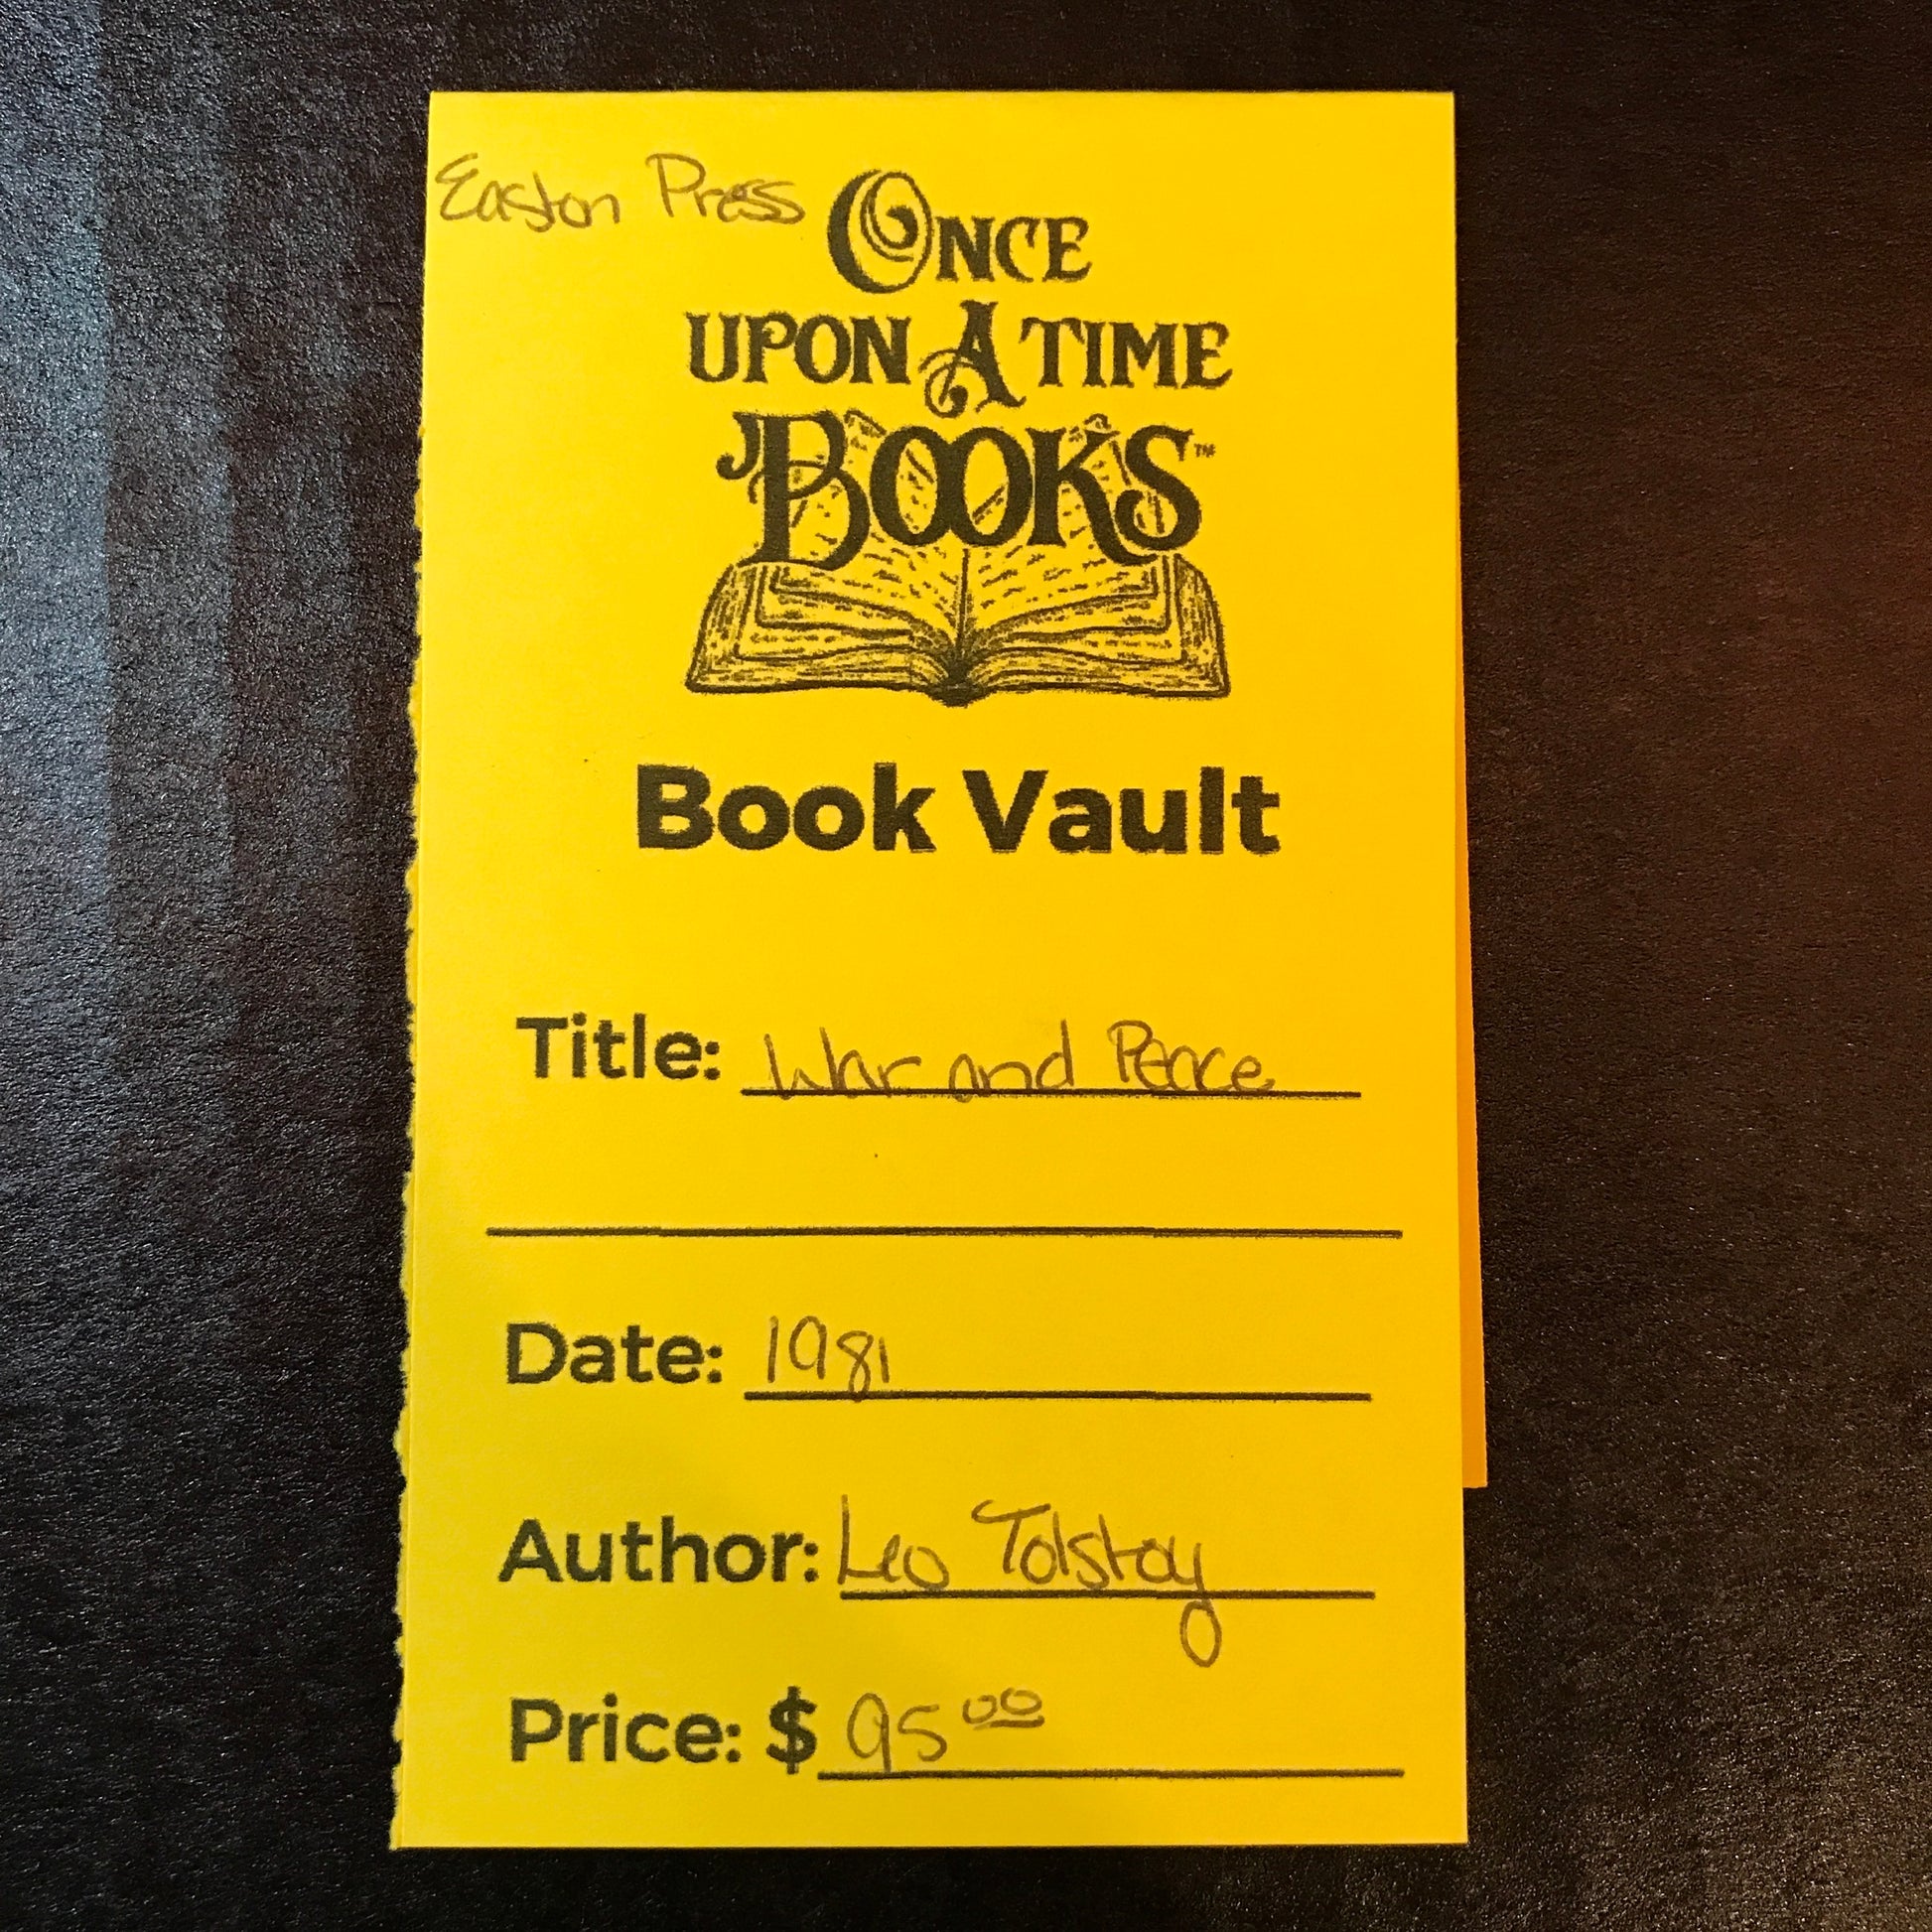 Easton Press
ONCE
UPON A TIME
BOOKS™
Book Vault
Title: War and Peace
Date: 1981
Author: Leo Tolstoy
Price: $ 95 00